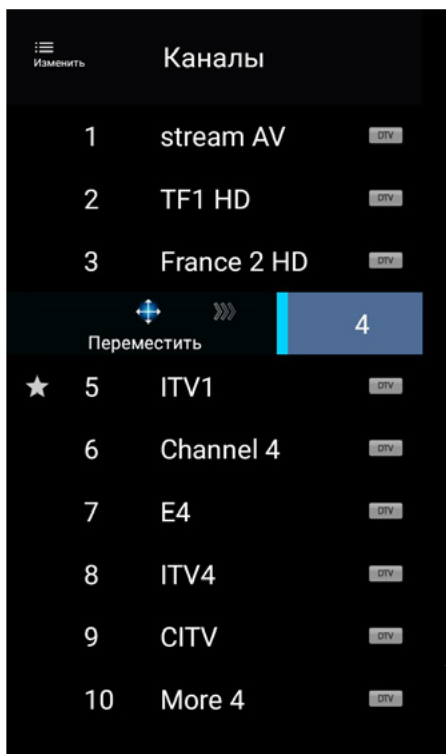 Изменить Каналы
1 stream AV DTV
2 TF1 HD DTV
3 France 2 HD DTV
Переместить 4
5 ITV1 DTV
6 Channel 4 DTV
7 E4 DTV
8 ITV4 DTV
9 CITV DTV
10 More 4 DTV